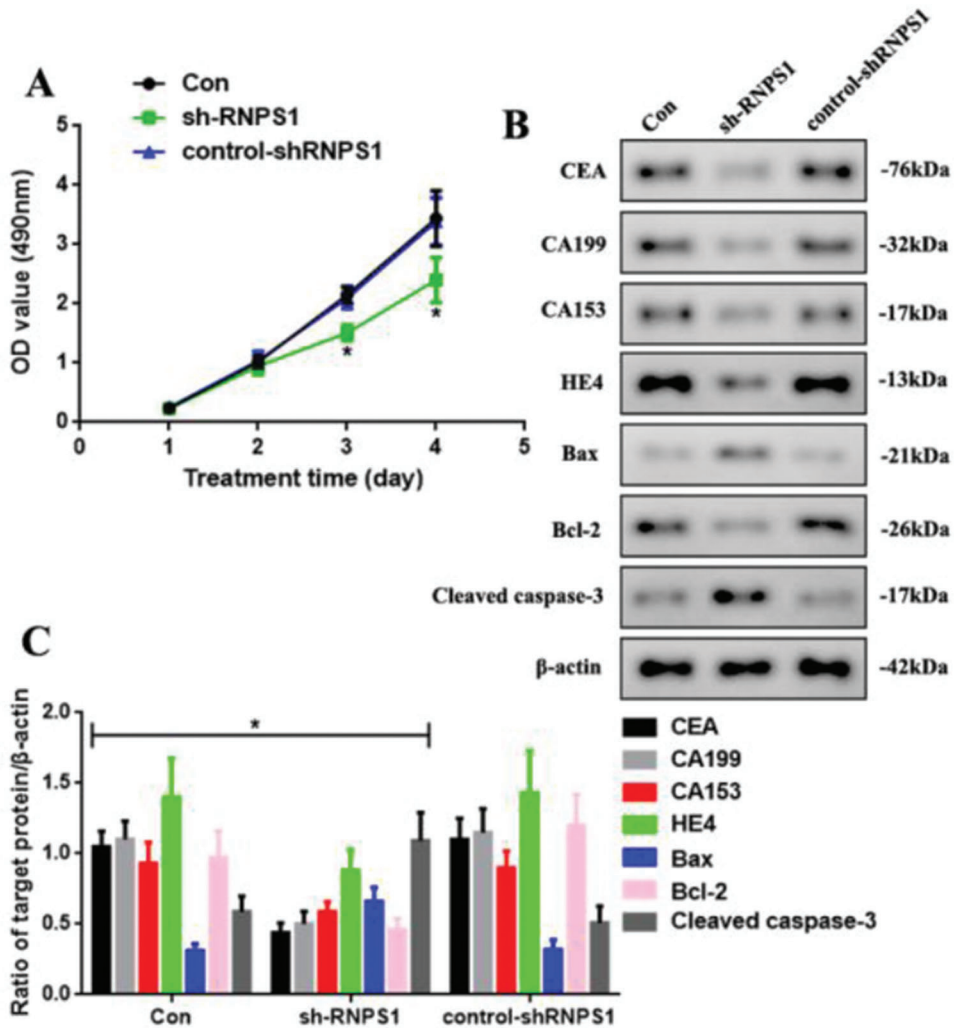 A
Con
sh-RNPS1
control-shRNPS1
OD value (490nm)
5
4
3
2
1
0
*
*
0
1
2
3
4
5
Treatment time (day)
B
Con
sh-RNPS1
control-shRNPS1
CEA
-76kDa
CA199
-32kDa
CA153
-17kDa
HE4
-13kDa
Bax
-21kDa
Bcl-2
-26kDa
Cleaved caspase-3
-17kDa
β-actin
-42kDa
C
Ratio of target protein/β-actin
2.0
1.5
1.0
0.5
0.0
*
Con
sh-RNPS1
control-shRNPS1
CEA
CA199
CA153
HE4
Bax
Bcl-2
Cleaved caspase-3